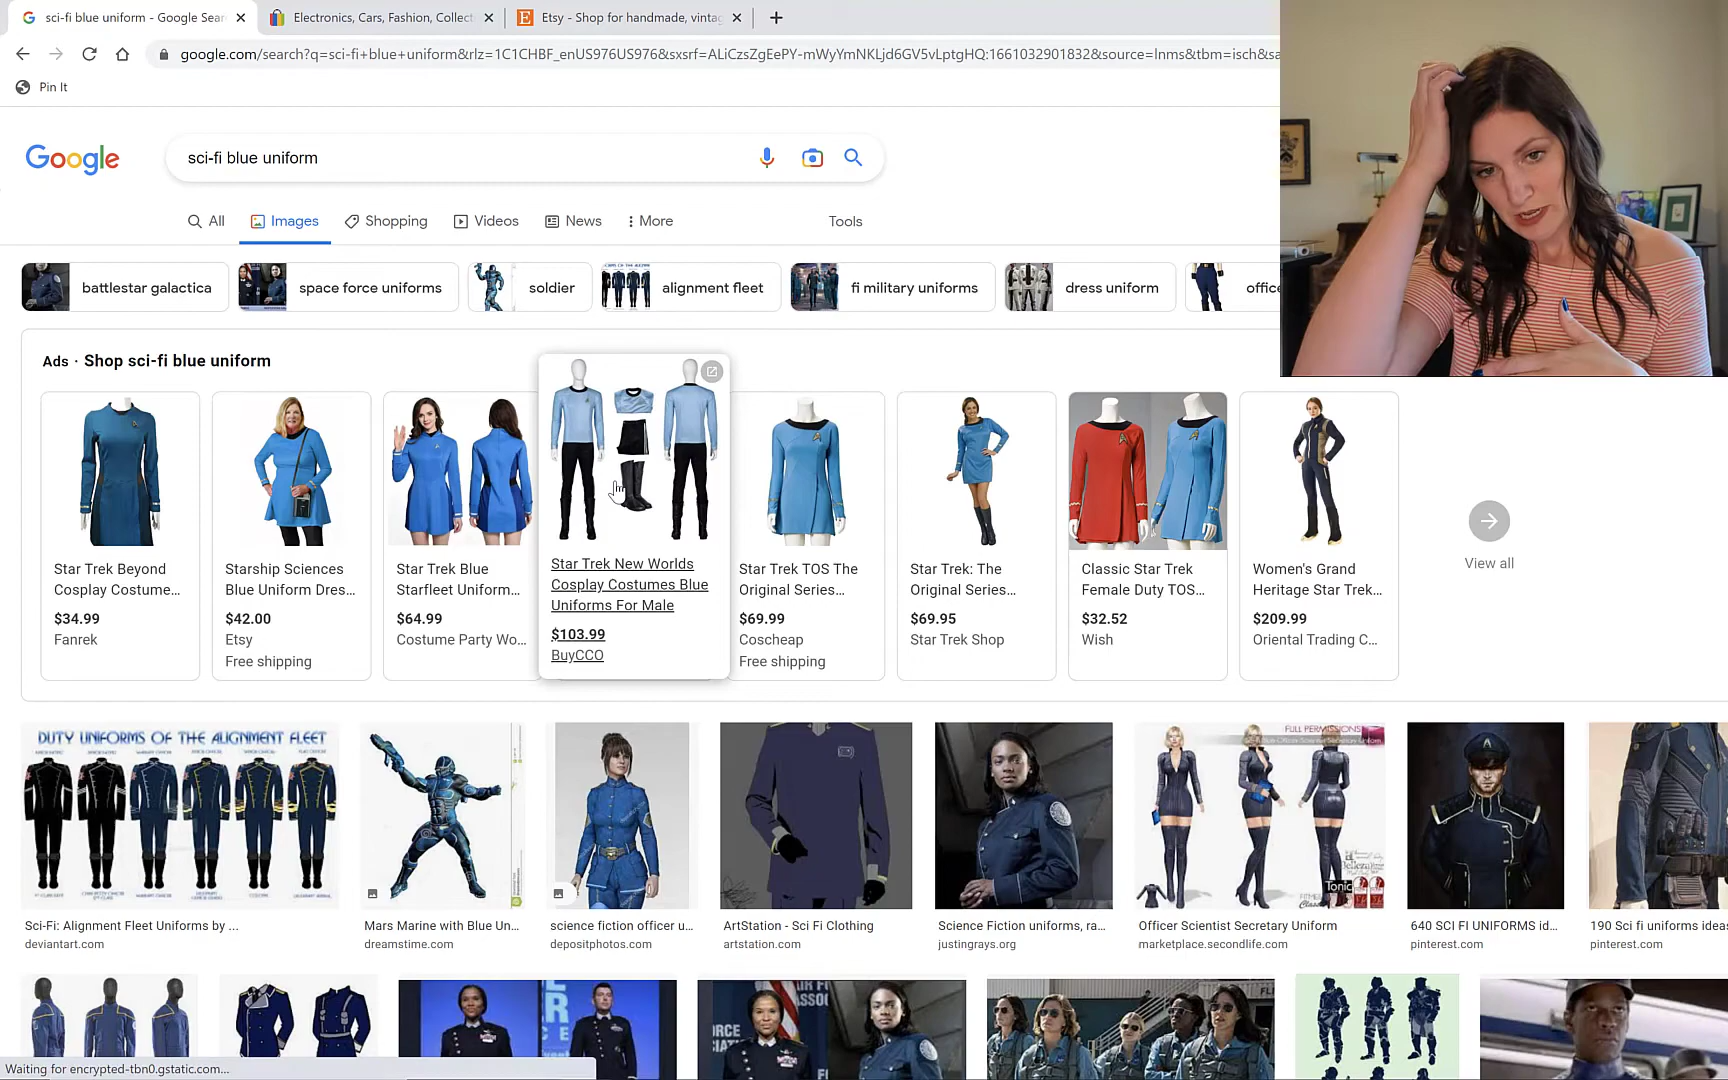 sci-fi blue uniform - Google Sear
Electronics, Cars, Fashion, Collect
Etsy - Shop for handmade, vintag
google.com/search?q=sci-fi+blue+uniform&rlz=1C1CHBF_enUS976US976&sxsrf=ALiCzsZgEePY-mWyYmNKLjd6GV5vLptgHQ:1661032901832&source=lnms&tbm=isch&sa
Pin It
Google
sci-fi blue uniform
All
Images
Shopping
Videos
News
More
Tools
battlestar galactica
space force uniforms
soldier
alignment fleet
fi military uniforms
dress uniform
office
Ads · Shop sci-fi blue uniform
Star Trek Beyond
Cosplay Costume...
$34.99
Fanrek
Starship Sciences
Blue Uniform Dres...
$42.00
Etsy
Free shipping
Star Trek Blue
Starfleet Uniform...
$64.99
Costume Party Wo...
Star Trek New Worlds
Cosplay Costumes Blue
Uniforms For Male
$103.99
BuyCCO
Star Trek TOS The
Original Series...
$69.99
Coscheap
Free shipping
Star Trek: The
Original Series...
$69.95
Star Trek Shop
Classic Star Trek
Female Duty TOS...
$32.52
Wish
Women's Grand
Heritage Star Trek...
$209.99
Oriental Trading C...
View all
DUTY UNIFORMS OF THE ALIGNMENT FLEET
FULL PERMISSIONS
Tonic
Sci-Fi: Alignment Fleet Uniforms by ...
deviantart.com
Mars Marine with Blue Un...
dreamstime.com
science fiction officer u...
depositphotos.com
ArtStation - Sci Fi Clothing
artstation.com
Science Fiction uniforms, ra...
justingrays.org
Officer Scientist Secretary Uniform
marketplace.secondlife.com
640 SCI FI UNIFORMS id...
pinterest.com
190 Sci fi uniforms ideas
pinterest.com
Waiting for encrypted-tbn0.gstatic.com...